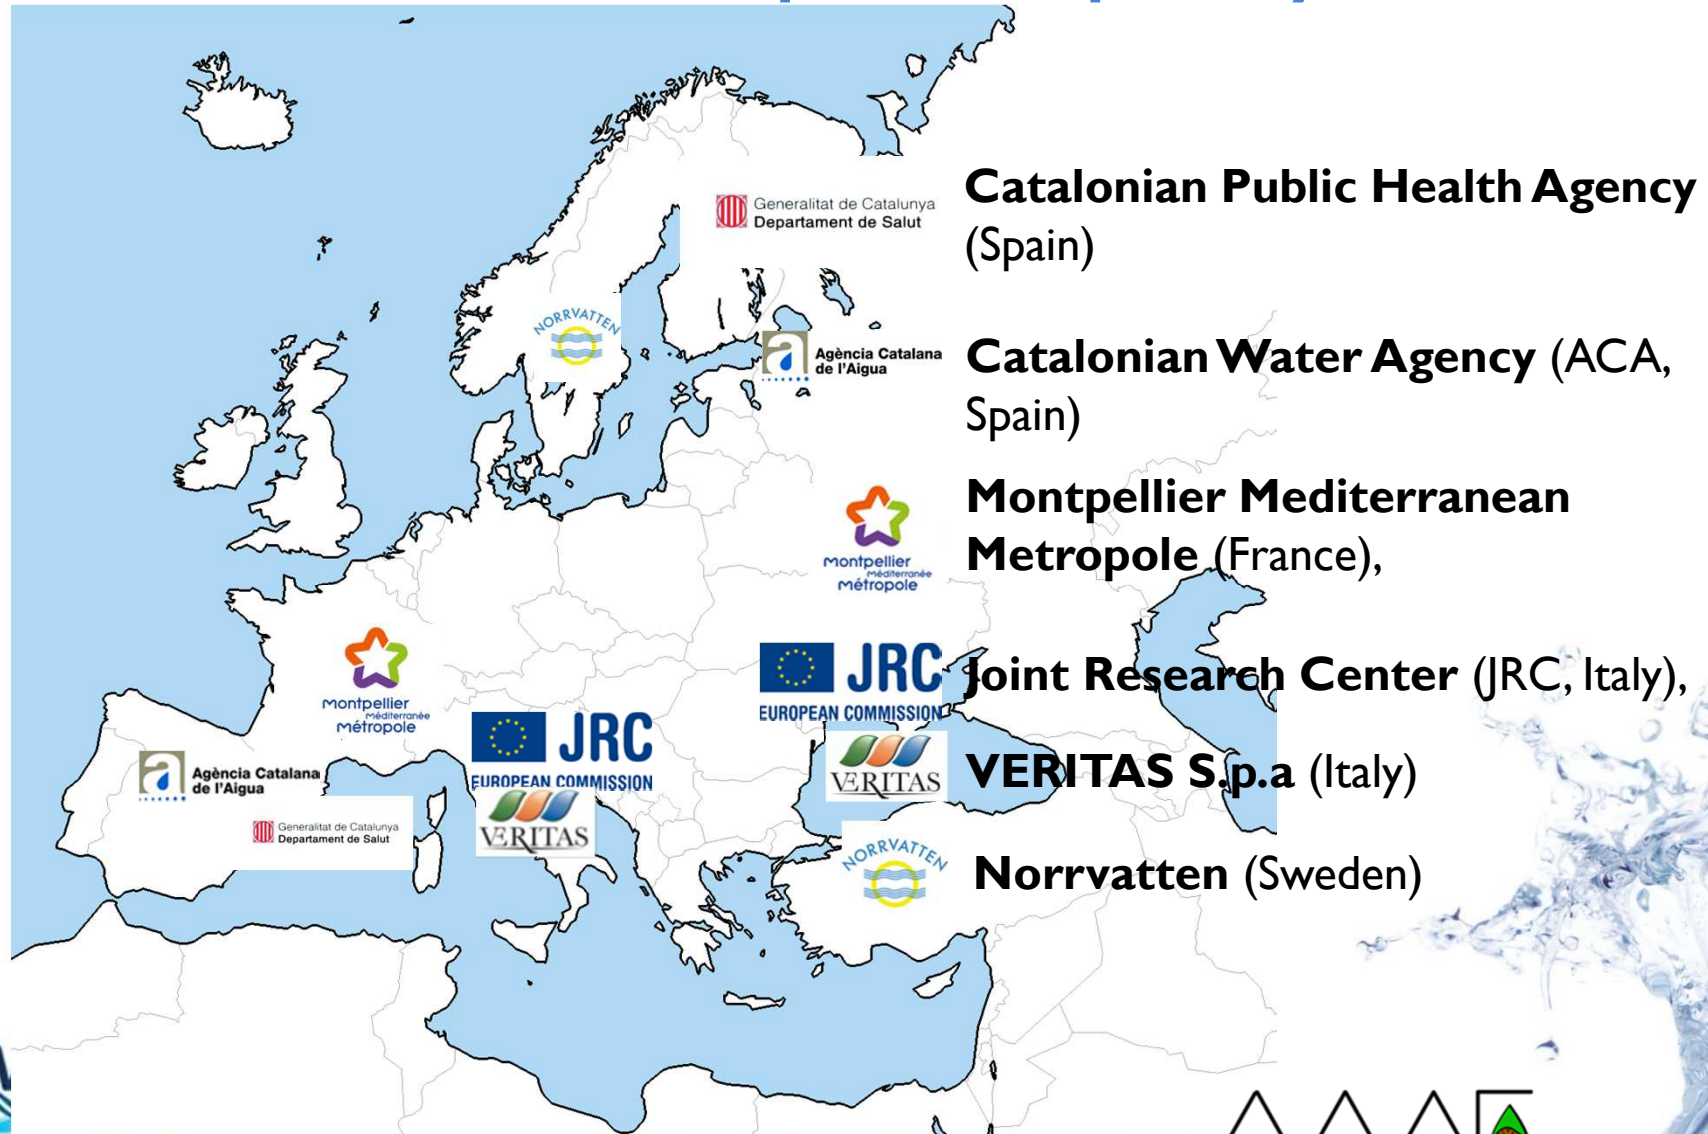 Generalitat de Catalunya
Departament de Salut
Catalonian Public Health Agency
(Spain)
NORRVATTEN
a
Agència Catalana
de l'Aigua
Catalonian Water Agency (ACA,
Spain)
montpellier
méditerranée
métropole
Montpellier Mediterranean
Metropole (France),
JRC
EUROPEAN COMMISSION
Joint Research Center (JRC, Italy),
montpellier
méditerranée
métropole
JRC
EUROPEAN COMMISSION
VERITAS
VERITAS S.p.a (Italy)
a
Agència Catalana
de l'Aigua
Generalitat de Catalunya
Departament de Salut
VERITAS
NORRVATTEN
Norrvatten (Sweden)